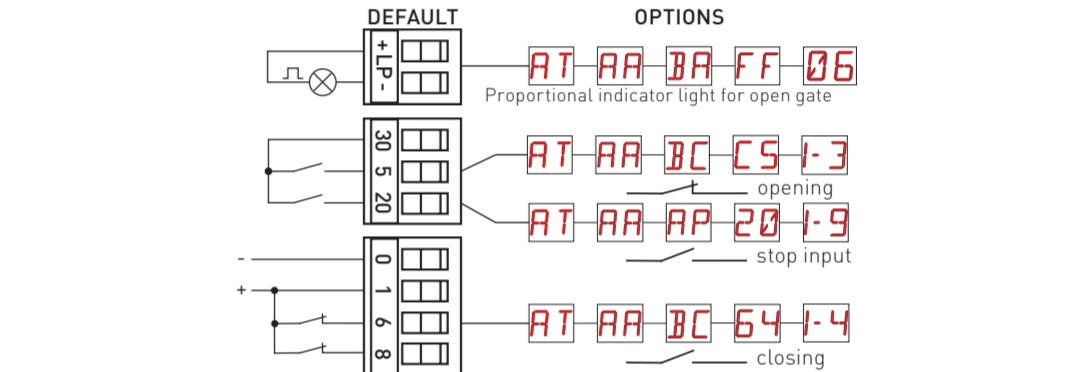 DEFAULT OPTIONS
+LP- AT AA BA FF 06
Proportional indicator light for open gate
30 AT AA BC CS 1-3
5 opening
20 AT AA AP 20 1-9
- 0 stop input
+ 1
6 AT AA BC 64 1-4
8 closing